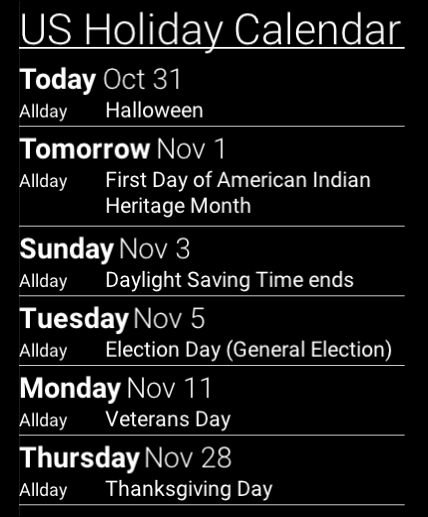 US Holiday Calendar
Today Oct 31
Allday Halloween
Tomorrow Nov 1
Allday First Day of American Indian
Heritage Month
Sunday Nov 3
Allday Daylight Saving Time ends
Tuesday Nov 5
Allday Election Day (General Election)
Monday Nov 11
Allday Veterans Day
Thursday Nov 28
Allday Thanksgiving Day